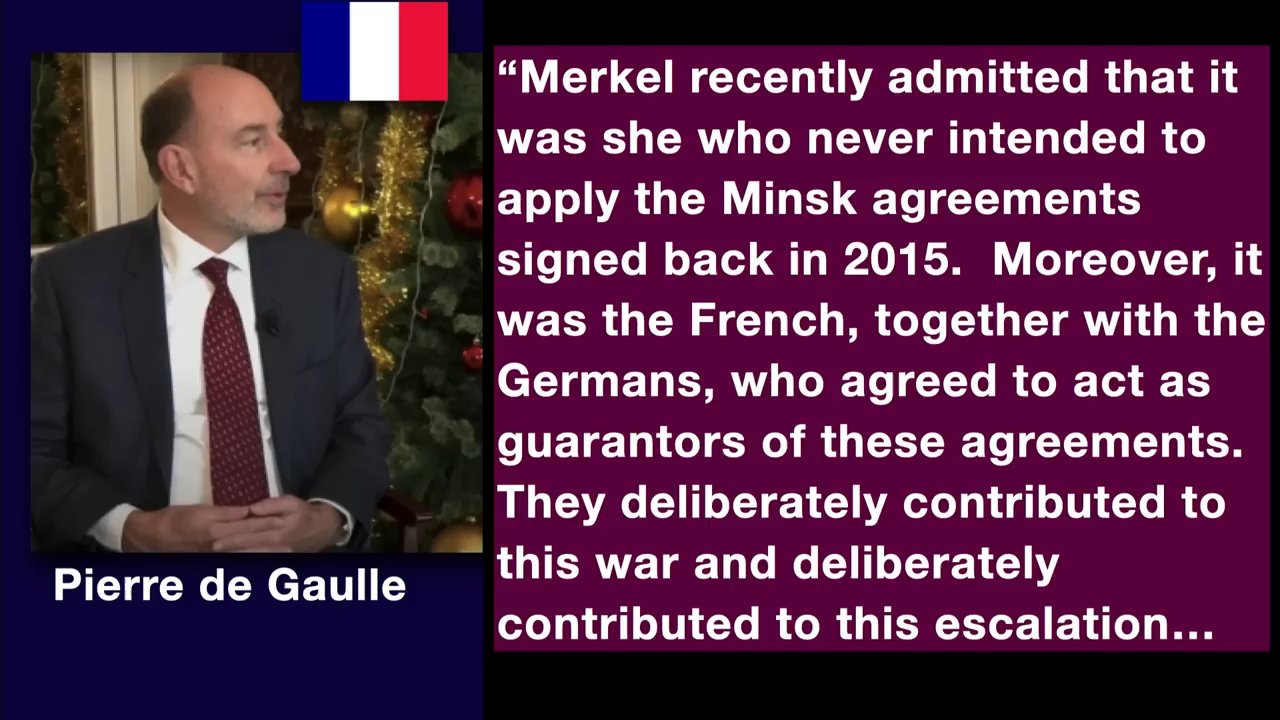 “Merkel recently admitted that it
was she who never intended to
apply the Minsk agreements
signed back in 2015.  Moreover, it
was the French, together with the
Germans, who agreed to act as
guarantors of these agreements.
They deliberately contributed to
this war and deliberately
contributed to this escalation...
Pierre de Gaulle